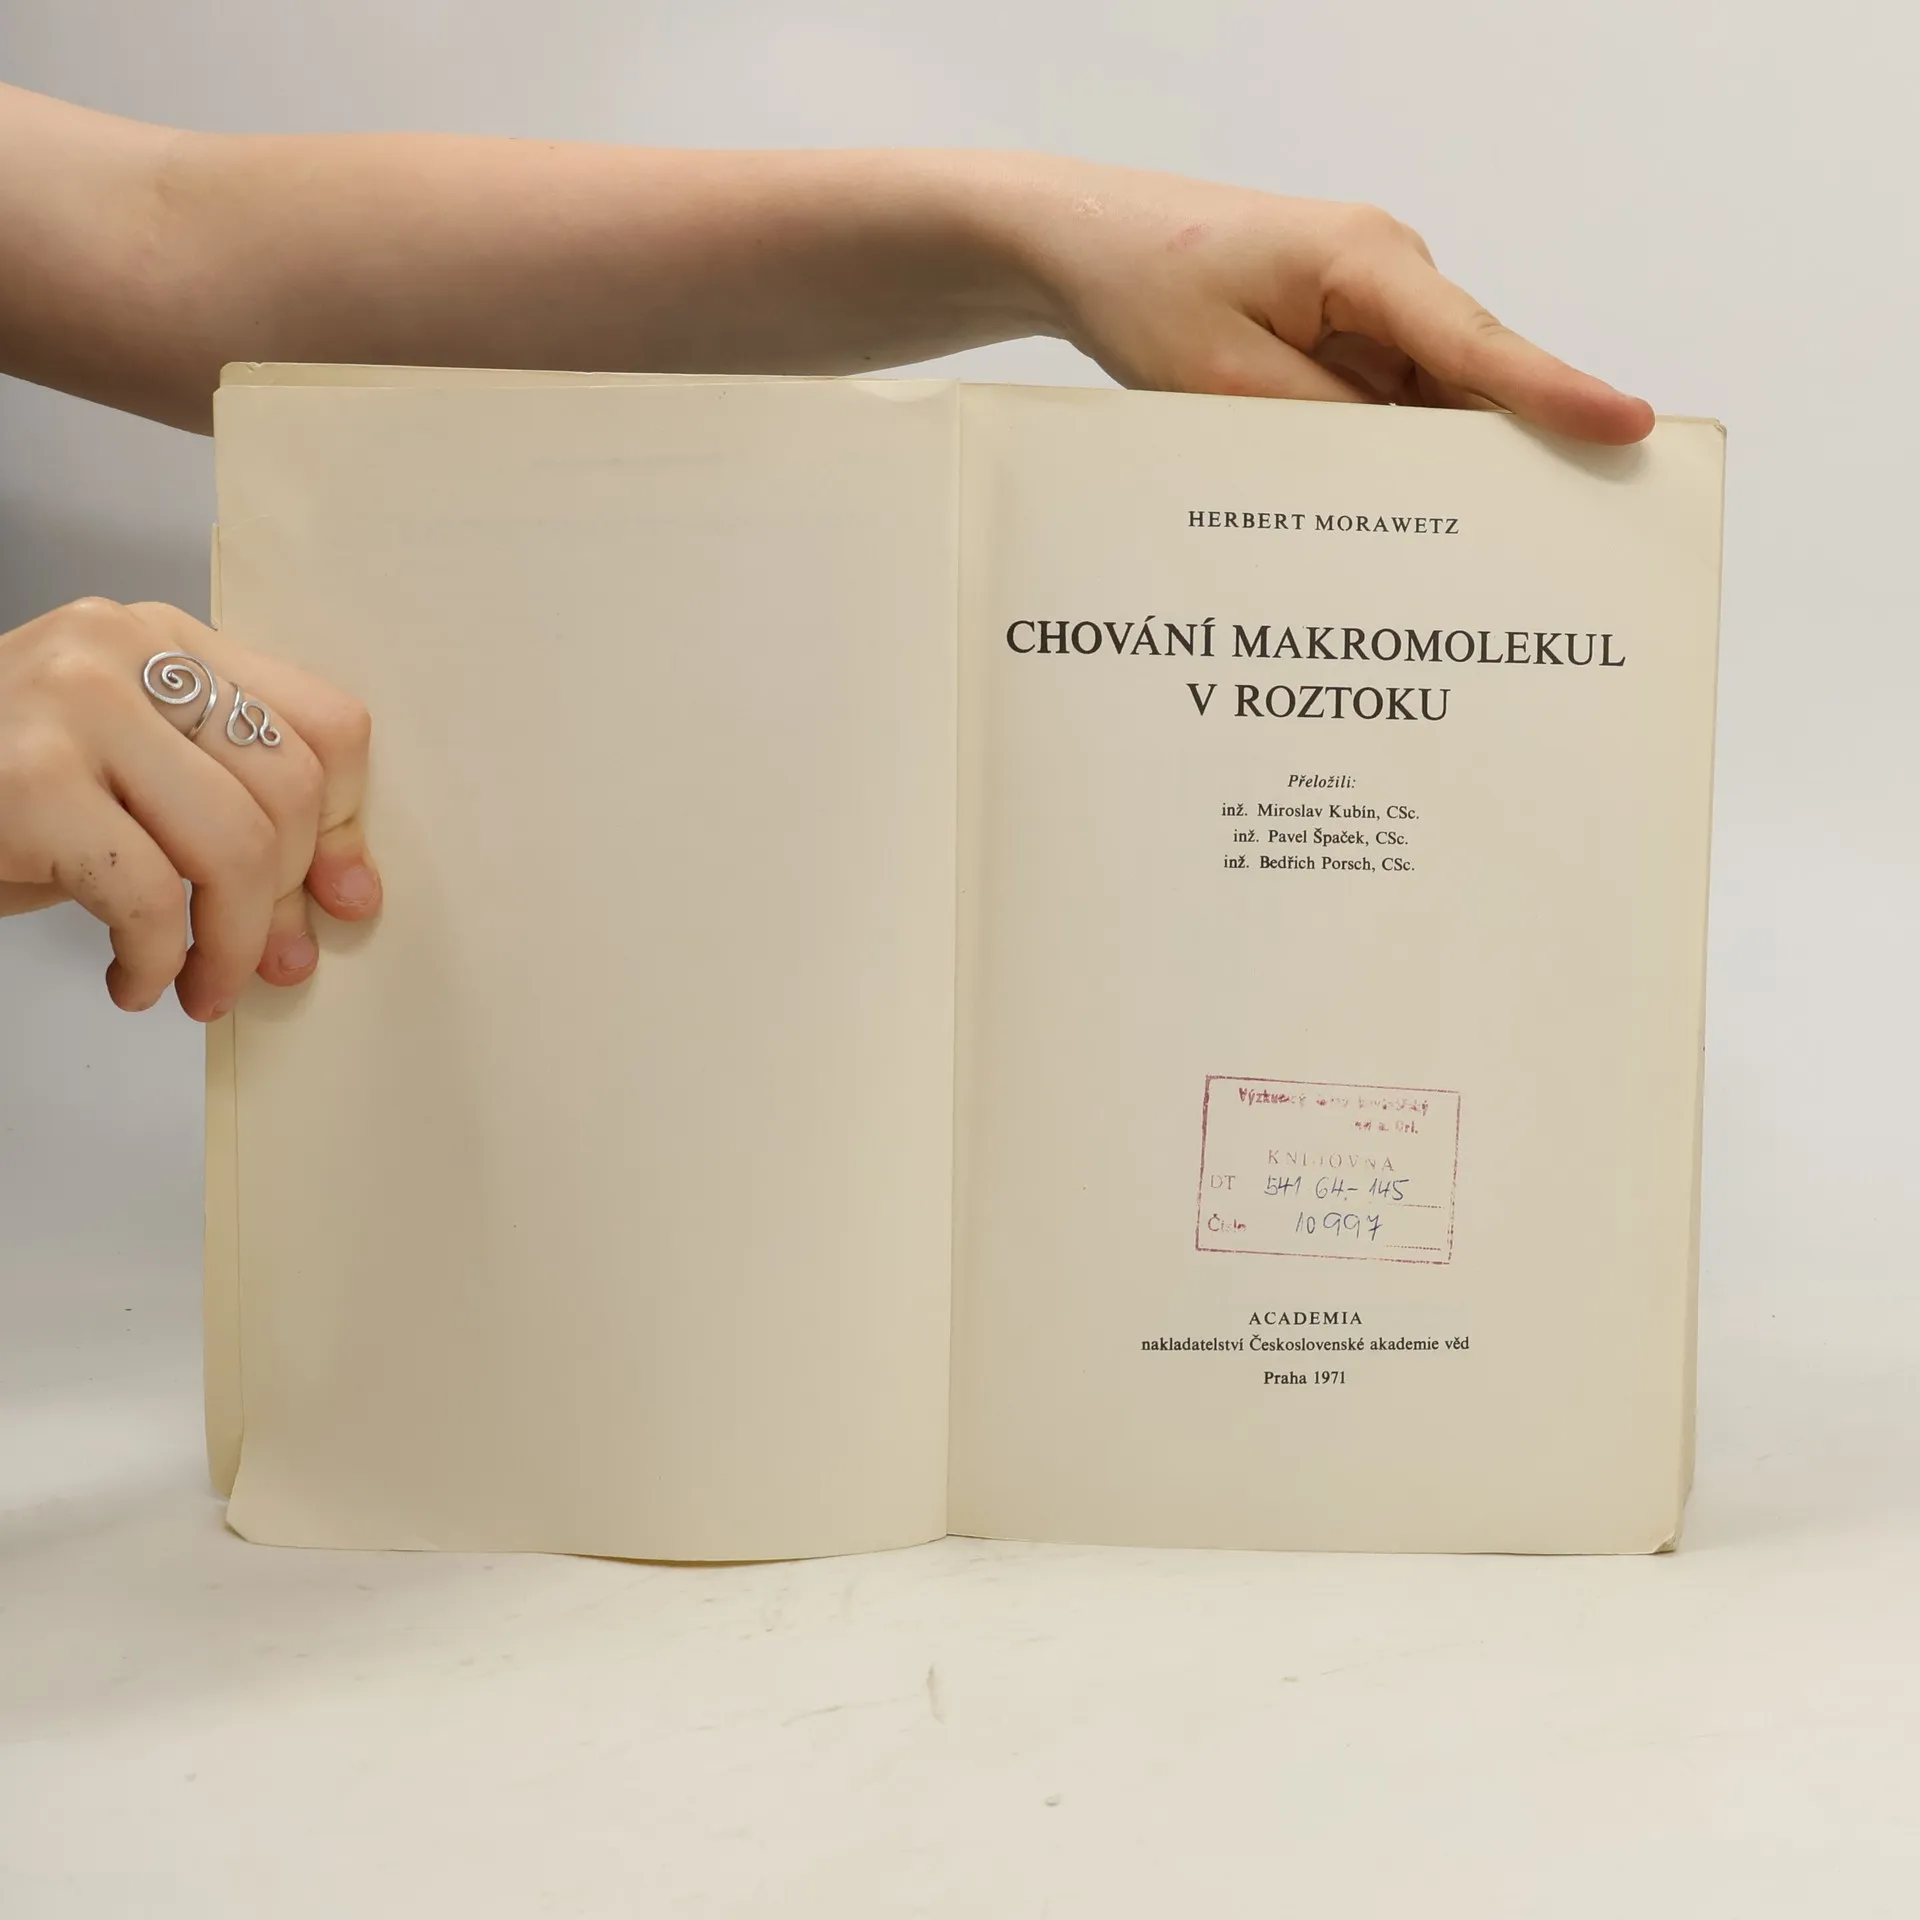 HERBERT MORAWETZ
CHOVÁNÍ MAKROMOLEKUL
V ROZTOKU
Přeložili:
inž. Miroslav Kubín, CSc.
inž. Pavel Špaček, CSc.
inž. Bedřich Porsch, CSc.
KNIHOVNA
DT 541 64-145
Číslo 10997
ACADEMIA
nakladatelství Československé akademie věd
Praha 1971